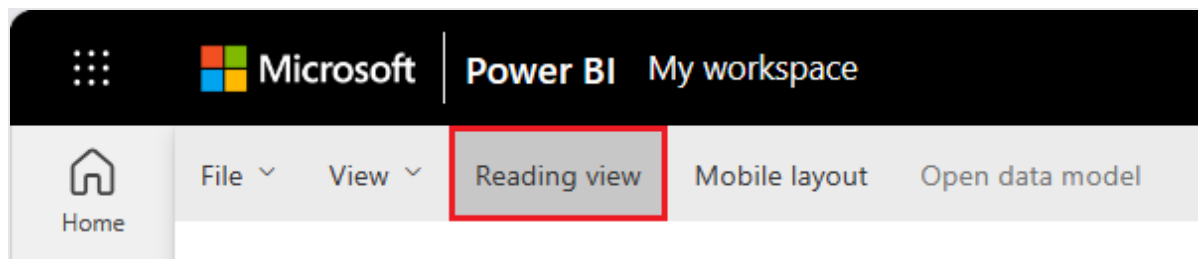 Microsoft Power BI My workspace
File View Reading view Mobile layout Open data model
Home